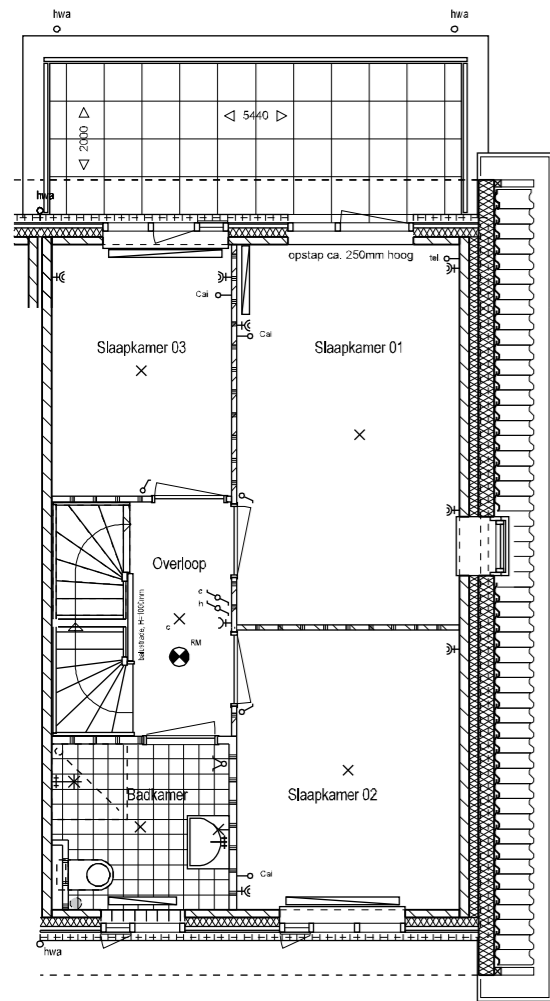 hwa
hwa
5440
2000
hwa
opstap ca. 250mm hoog
tel.
Cai
Cai
Slaapkamer 03
Slaapkamer 01
Overloop
c
h
c
RM
balustrade, H=1000mm
Badkamer
Slaapkamer 02
Cai
hwa